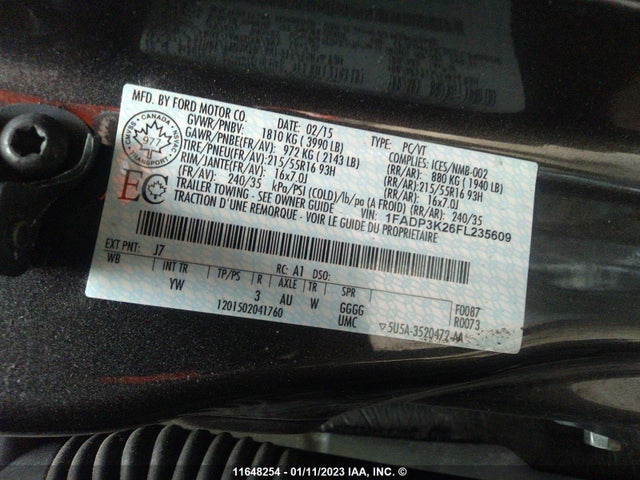 MFD. BY FORD MOTOR CO.
DATE: 02/15
TYPE: PC/VT
GVWR/PNBV: 1810 KG ( 3990 LB)
COMPLIES: ICES/NMB-002
GAWR/PNBE(FR/AV): 972 KG ( 2143 LB) (RR/AR): 880 KG ( 1940 LB)
TIRE/PNEU(FR/AV):215/55R16 93H (RR/AR):215/55R16 93H
RIM/JANTE(FR/AV): 16x7.0J (RR/AR): 16x7.0J
(FR/AV): 240/35 kPa/PSI (COLD)/lb/po (A FROID) (RR/AR): 240/35
TRAILER TOWING - SEE OWNER GUIDE VIN: 1FADP3K26FL235609
TRACTION D'UNE REMORQUE - VOIR LE GUIDE DU PROPRIETAIRE
CANADA
977
TRANSPORT
EC
EXT PNT: J7 RC: A1 DSO:
WB INT TR TP/PS R AXLE TR SPR
YW 3 AU W GGGG F0087
1201502041760 UMC R0073
5U5A-3520472-AA
11648254 - 01/11/2023 IAA, INC. ©